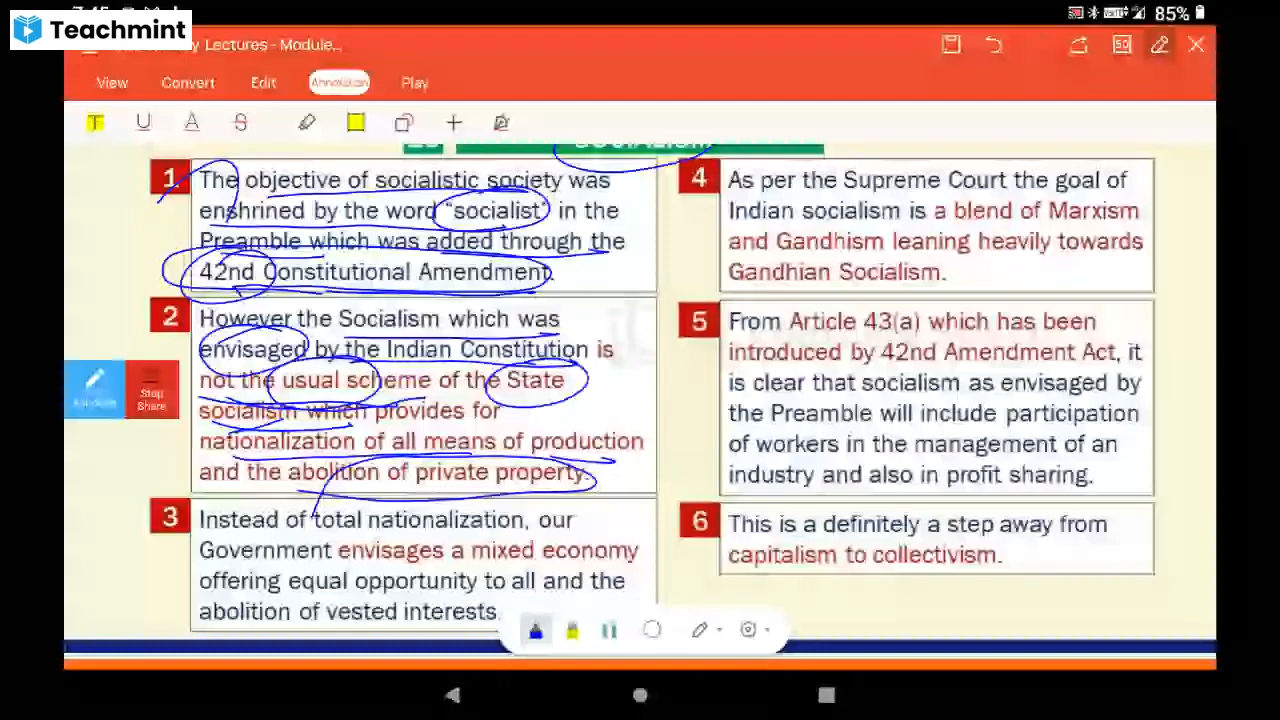 Teachmint
85%
Lectures - Module...
50
View Convert Edit Annotation Play
T U A S
SOCIALISM
1
The objective of socialistic society was
enshrined by the word “socialist” in the
Preamble which was added through the
42nd Constitutional Amendment.
2
However the Socialism which was
envisaged by the Indian Constitution is
not the usual scheme of the State
socialism which provides for
nationalization of all means of production
and the abolition of private property.
Stop
Share
3
Instead of total nationalization, our
Government envisages a mixed economy
offering equal opportunity to all and the
abolition of vested interests.
4
As per the Supreme Court the goal of
Indian socialism is a blend of Marxism
and Gandhism leaning heavily towards
Gandhian Socialism.
5
From Article 43(a) which has been
introduced by 42nd Amendment Act, it
is clear that socialism as envisaged by
the Preamble will include participation
of workers in the management of an
industry and also in profit sharing.
6
This is a definitely a step away from
capitalism to collectivism.